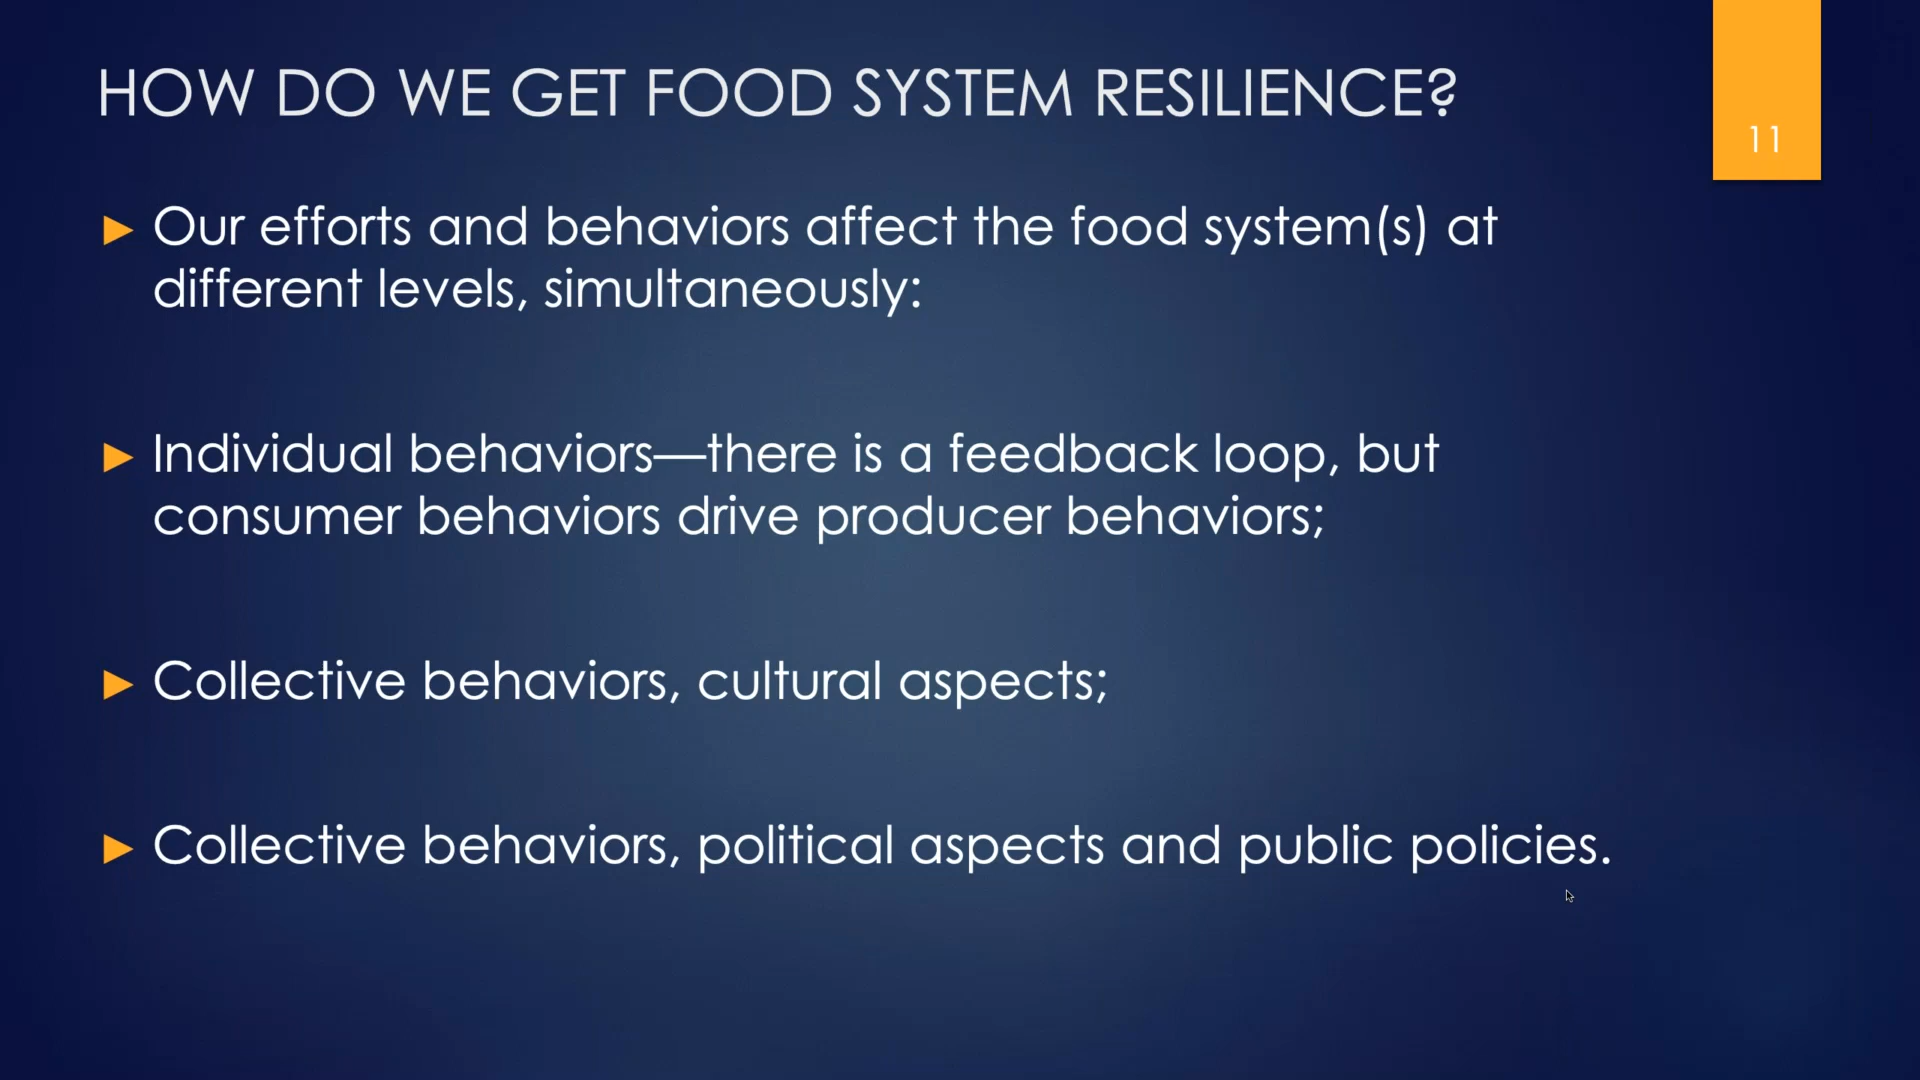 HOW DO WE GET FOOD SYSTEM RESILIENCE?
11
Our efforts and behaviors affect the food system(s) at
different levels, simultaneously:
Individual behaviors—there is a feedback loop, but
consumer behaviors drive producer behaviors;
Collective behaviors, cultural aspects;
Collective behaviors, political aspects and public policies.